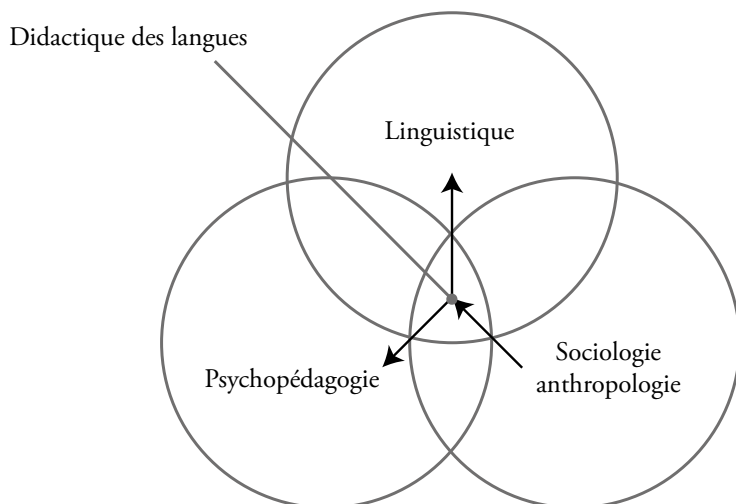 Didactique des langues
Linguistique
Psychopédagogie
Sociologie
anthropologie